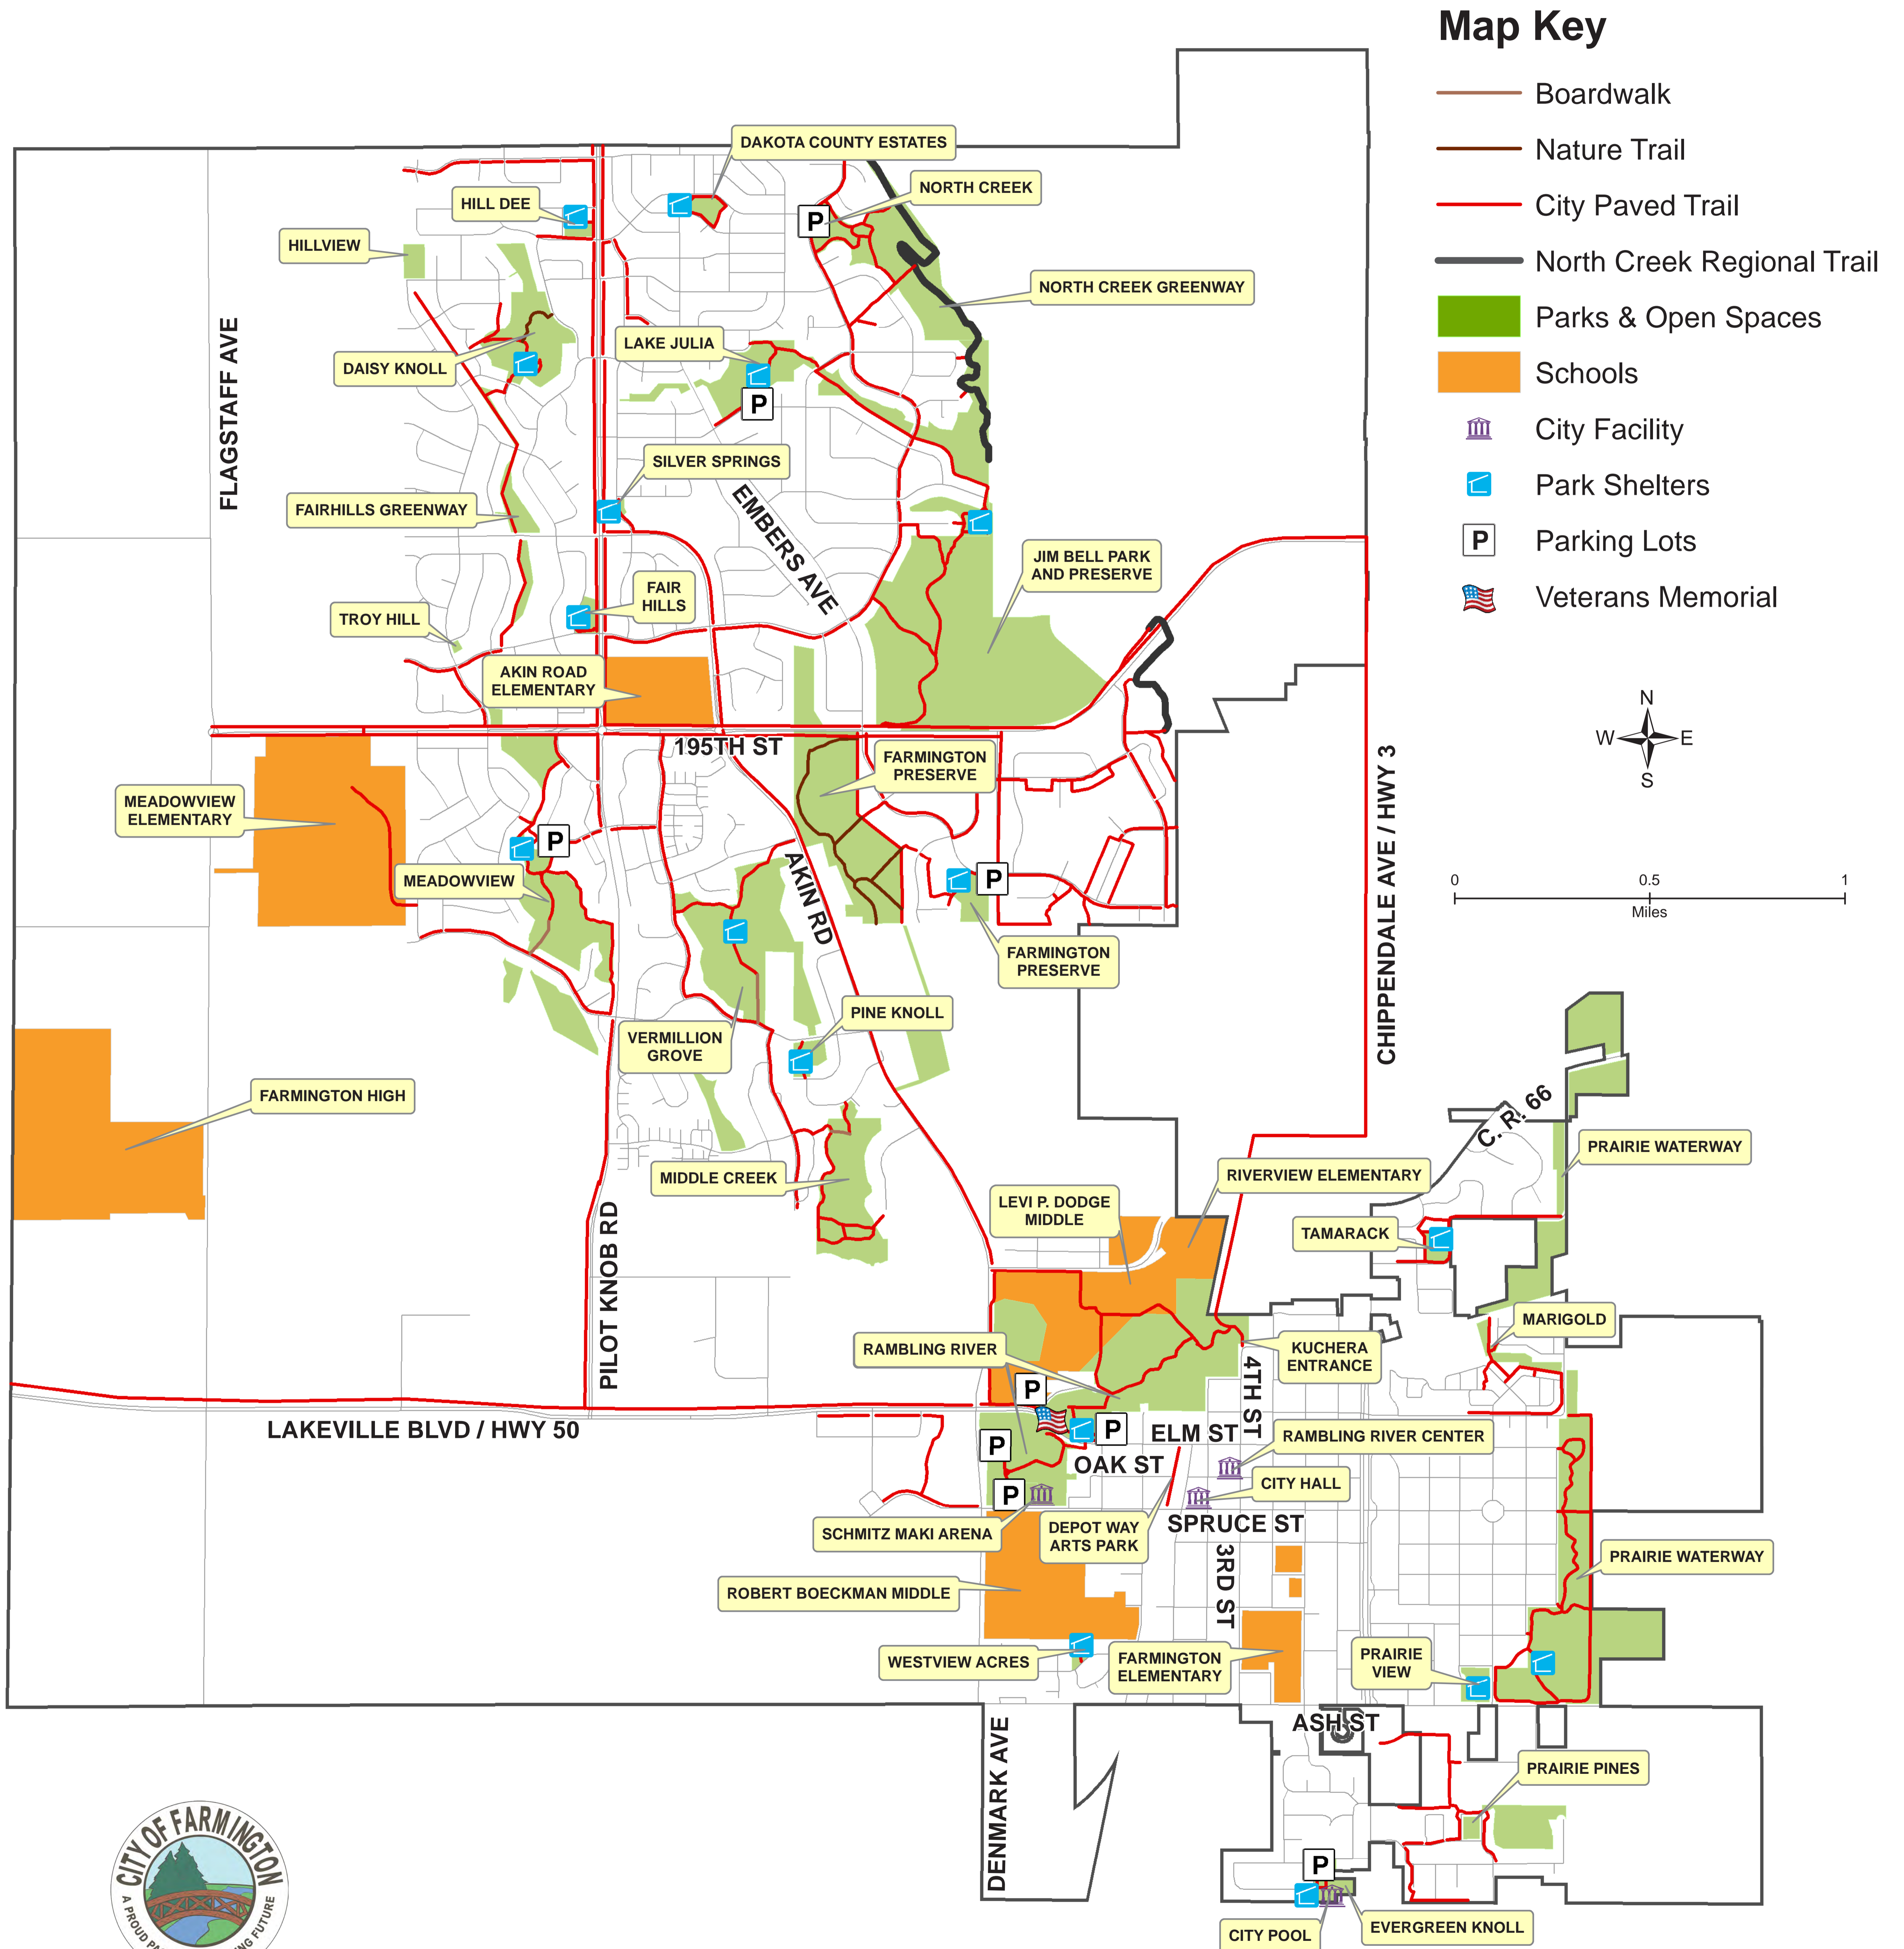 Map Key
Boardwalk
Nature Trail
City Paved Trail
North Creek Regional Trail
Parks & Open Spaces
Schools
City Facility
Park Shelters
P
Parking Lots
Veterans Memorial
N
W
E
S
0
0.5
1
Miles
DAKOTA COUNTY ESTATES
NORTH CREEK
HILL DEE
P
HILLVIEW
NORTH CREEK GREENWAY
FLAGSTAFF AVE
LAKE JULIA
DAISY KNOLL
P
SILVER SPRINGS
EMBERS AVE
FAIRHILLS GREENWAY
JIM BELL PARK
AND PRESERVE
FAIR
HILLS
TROY HILL
AKIN ROAD
ELEMENTARY
195TH ST
FARMINGTON
PRESERVE
CHIPPENDALE AVE / HWY 3
MEADOWVIEW
ELEMENTARY
P
MEADOWVIEW
AKIN RD
P
FARMINGTON
PRESERVE
PINE KNOLL
VERMILLION
GROVE
FARMINGTON HIGH
C. R. 66
PRAIRIE WATERWAY
MIDDLE CREEK
RIVERVIEW ELEMENTARY
LEVI P. DODGE
MIDDLE
TAMARACK
PILOT KNOB RD
MARIGOLD
RAMBLING RIVER
KUCHERA
ENTRANCE
4TH ST
P
LAKEVILLE BLVD / HWY 50
P
P
ELM ST
RAMBLING RIVER CENTER
OAK ST
CITY HALL
P
SCHMITZ MAKI ARENA
DEPOT WAY
ARTS PARK
SPRUCE ST
3RD ST
PRAIRIE WATERWAY
ROBERT BOECKMAN MIDDLE
WESTVIEW ACRES
FARMINGTON
ELEMENTARY
PRAIRIE
VIEW
ASH ST
DENMARK AVE
PRAIRIE PINES
P
EVERGREEN KNOLL
CITY POOL
CITY OF FARMINGTON
A PROUD
FUTURE